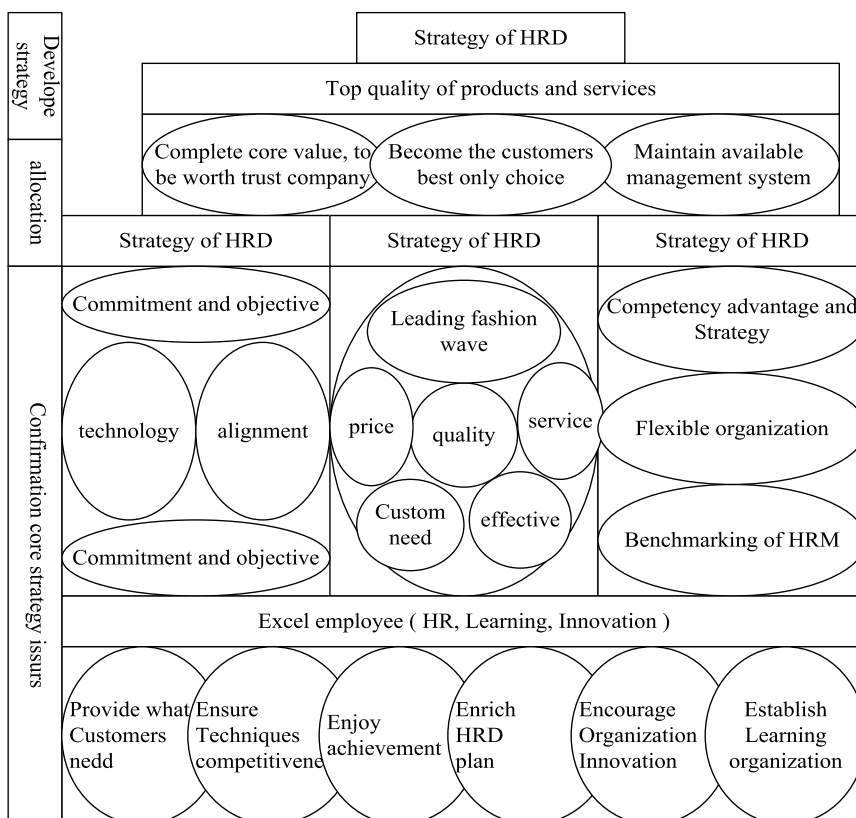 Develope
strategy
Strategy of HRD
Top quality of products and services
Complete core value, to
be worth trust company
Become the customers
best only choice
Maintain available
management system
allocation
Strategy of HRD
Strategy of HRD
Strategy of HRD
Confirmation core strategy issurs
Commitment and objective
technology
alignment
Commitment and objective
Leading fashion
wave
price
quality
service
Custom
need
effective
Competency advantage and
Strategy
Flexible organization
Benchmarking of HRM
Excel employee ( HR, Learning, Innovation )
Provide what
Customers
nedd
Ensure
Techniques
competitivene
Enjoy
achievement
Enrich
HRD
plan
Encourage
Organization
Innovation
Establish
Learning
organization